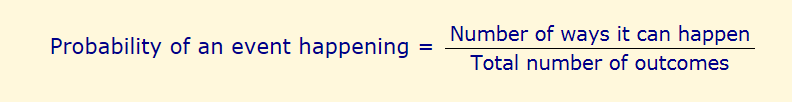 Probability of an event happening = Number of ways it can happen
Total number of outcomes